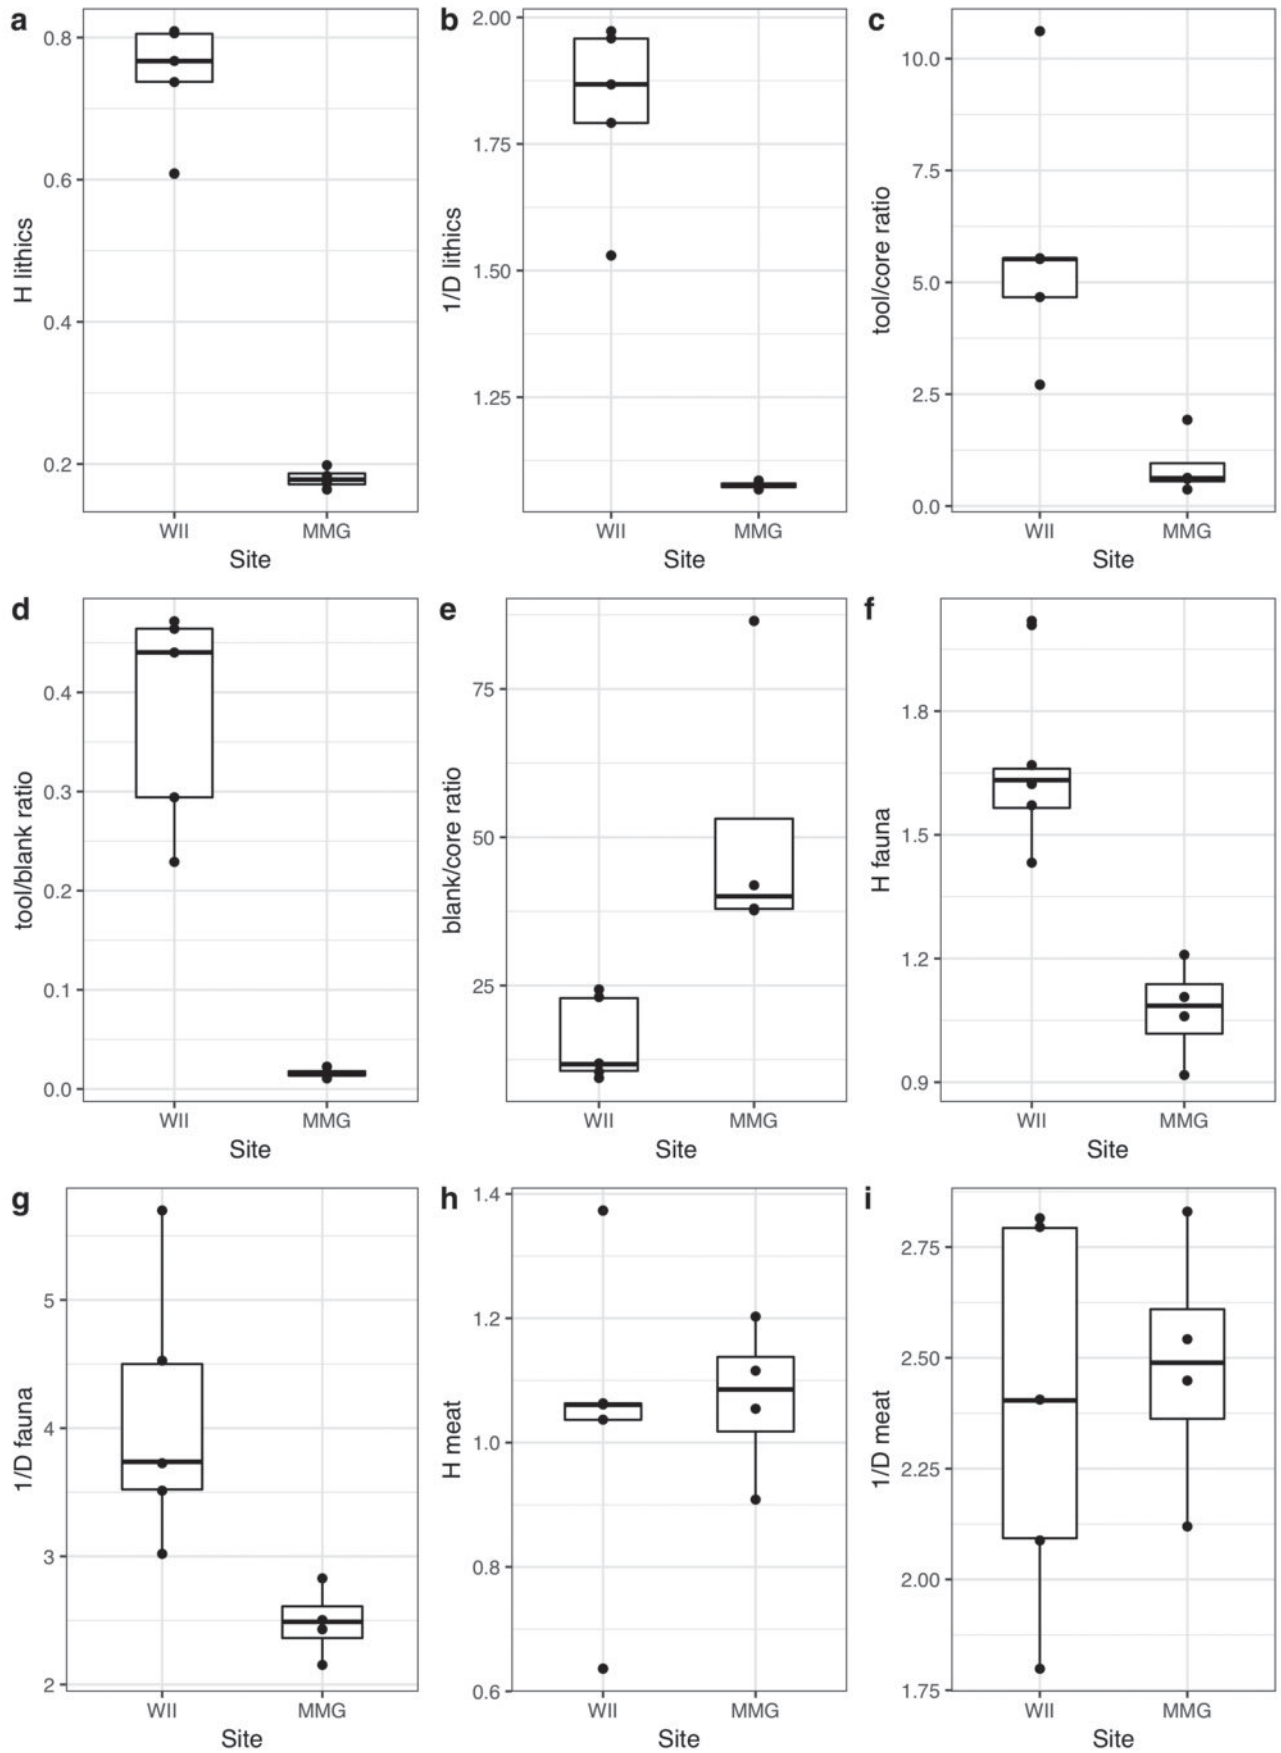 a
0.8
0.6
0.4
0.2
H lithics
WII MMG
Site
b
2.00
1.75
1.50
1.25
1/D lithics
WII MMG
Site
c
10.0
7.5
5.0
2.5
0.0
tool/core ratio
WII MMG
Site
d
0.4
0.3
0.2
0.1
0.0
tool/blank ratio
WII MMG
Site
e
75
50
25
blank/core ratio
WII MMG
Site
f
1.8
1.5
1.2
0.9
H fauna
WII MMG
Site
g
5
4
3
2
1/D fauna
WII MMG
Site
h
1.4
1.2
1.0
0.8
0.6
H meat
WII MMG
Site
i
2.75
2.50
2.25
2.00
1.75
1/D meat
WII MMG
Site